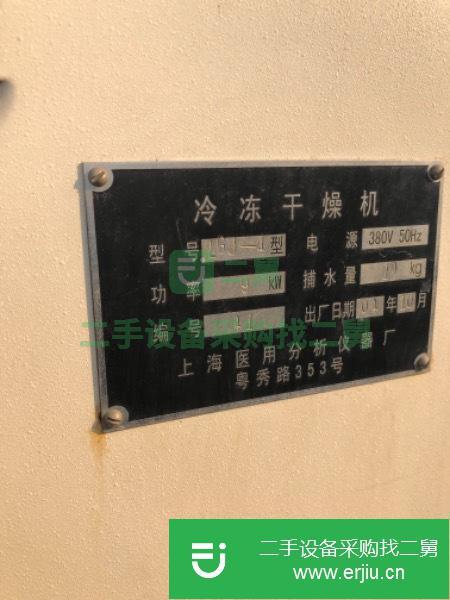 冷冻干燥机
型号 型 电源 380V 50Hz
功率 kW 捕水量 kg
编号 出厂日期 年 月
上海医用分析仪器厂
粤秀路353号
二舅
二手设备采购找二舅
二手设备采购找二舅
www.erjiu.cn